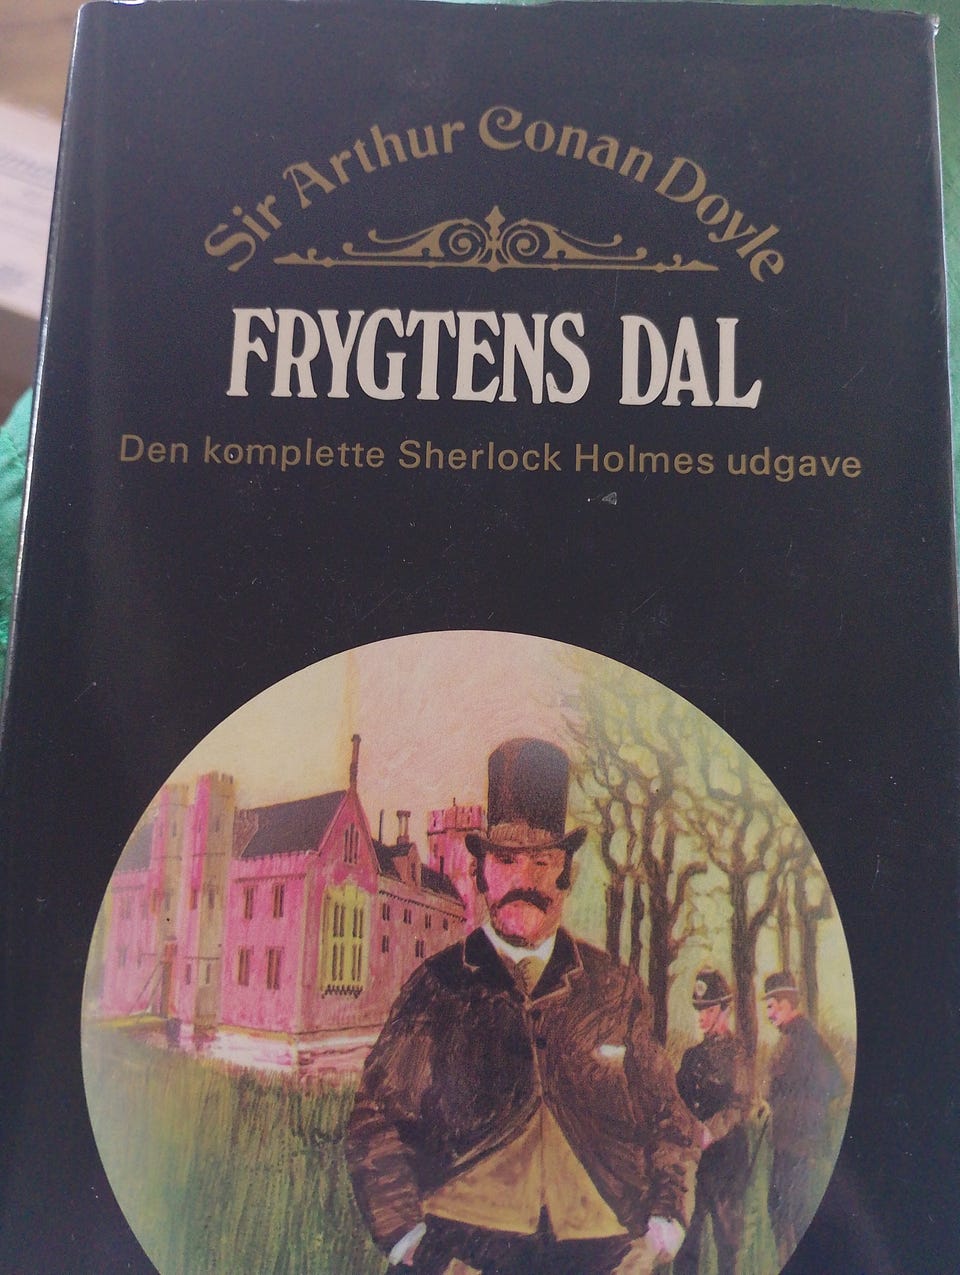 Sir Arthur Conan Doyle
FRYGTENS DAL
Den komplette Sherlock Holmes udgave